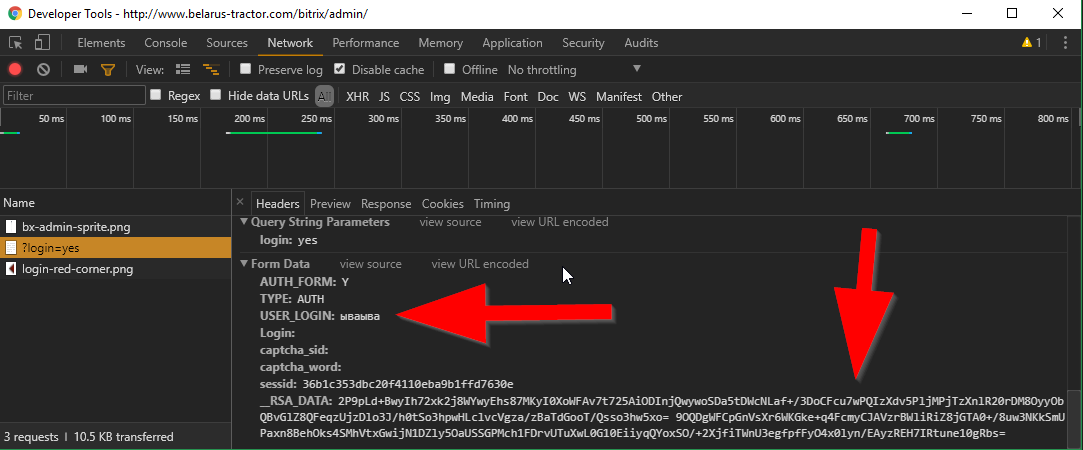 Developer Tools - http://www.belarus-tractor.com/bitrix/admin/
Elements Console Sources Network Performance Memory Application Security Audits 1
View: Preserve log Disable cache Offline No throttling
Filter Regex Hide data URLs All XHR JS CSS Img Media Font Doc WS Manifest Other
50 ms 100 ms 150 ms 200 ms 250 ms 300 ms 350 ms 400 ms 450 ms 500 ms 550 ms 600 ms 650 ms 700 ms 750 ms 800 ms
Name
bx-admin-sprite.png
?login=yes
login-red-corner.png
3 requests | 10.5 KB transferred
Headers Preview Response Cookies Timing
Query String Parameters view source view URL encoded
login: yes
Form Data view source view URL encoded
AUTH_FORM: Y
TYPE: AUTH
USER_LOGIN: ываыва
Login:
captcha_sid:
captcha_word:
sessid: 36b1c353dbc20f4110eba9b1ffd7630e
__RSA_DATA: 2P9pLd+BwyIh72xk2j8WYwyEhs87MKyI0XoWFAv7t725AiODInjQwywoSDa5tDWcNLaf+/3DoCFcu7wPQIzXdv5PljMPjTzXnlR20rDM8OyyOb
QBvGlZ8QFeqzUjzDlo3J/h0tSo3hpwHLclvcVgza/zBaTdGooT/Qsso3hw5xo= 9OQDgWFCpGnVsXr6WKGke+q4FcmyCJAVzrBWliRiZ8jGTA0+/8uw3NKkSmU
Paxn8BehOks4SMhVtxGwijN1DZly5OaUSSGPMch1FDrvUTuXwL0G10EiiyqQYoxSO/+2XjfiTWnU3egfpfFyO4x0lyn/EAyzREH7IRtune10gRbs=